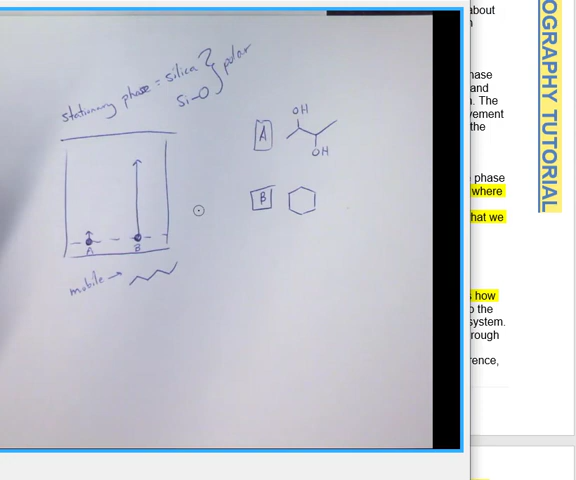 stationary phase = silica
Si-O
polar
A
OH
OH
B
A
B
mobile →
about
hase
and
. The
vement
the
phase
where
hat we
s how
o the
system.
rough
rence,
OGRAPHY TUTORIAL